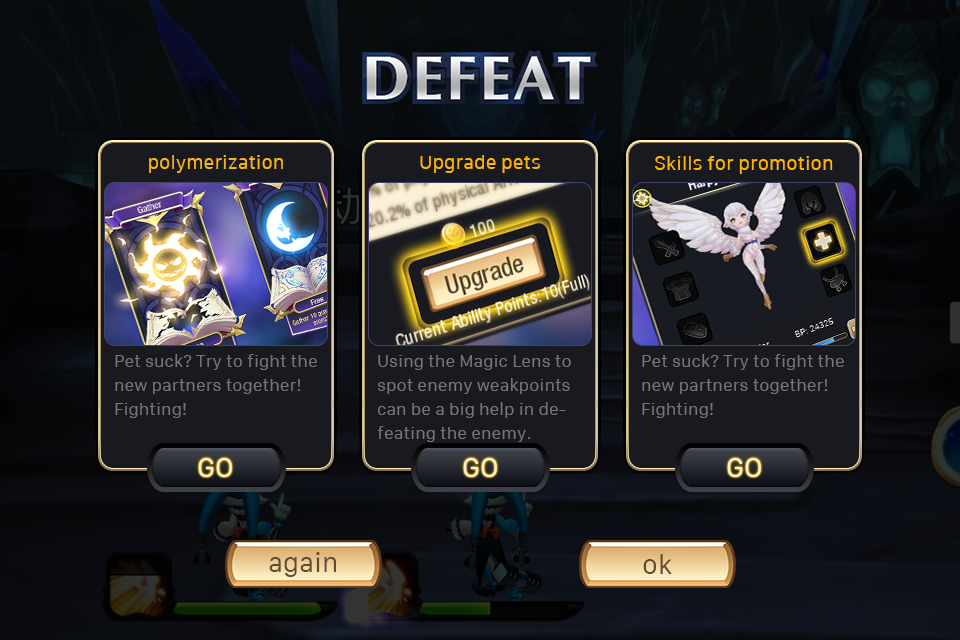 DEFEAT
polymerization
Gather
Free
Pet suck? Try to fight the
new partners together!
Fighting!
GO
Upgrade pets
20.2% of physical
100
Upgrade
Current Ability Points:10(Full)
Using the Magic Lens to
spot enemy weakpoints
can be a big help in de-
feating the enemy.
GO
Skills for promotion
BP: 24325
Pet suck? Try to fight the
new partners together!
Fighting!
GO
动
again
ok